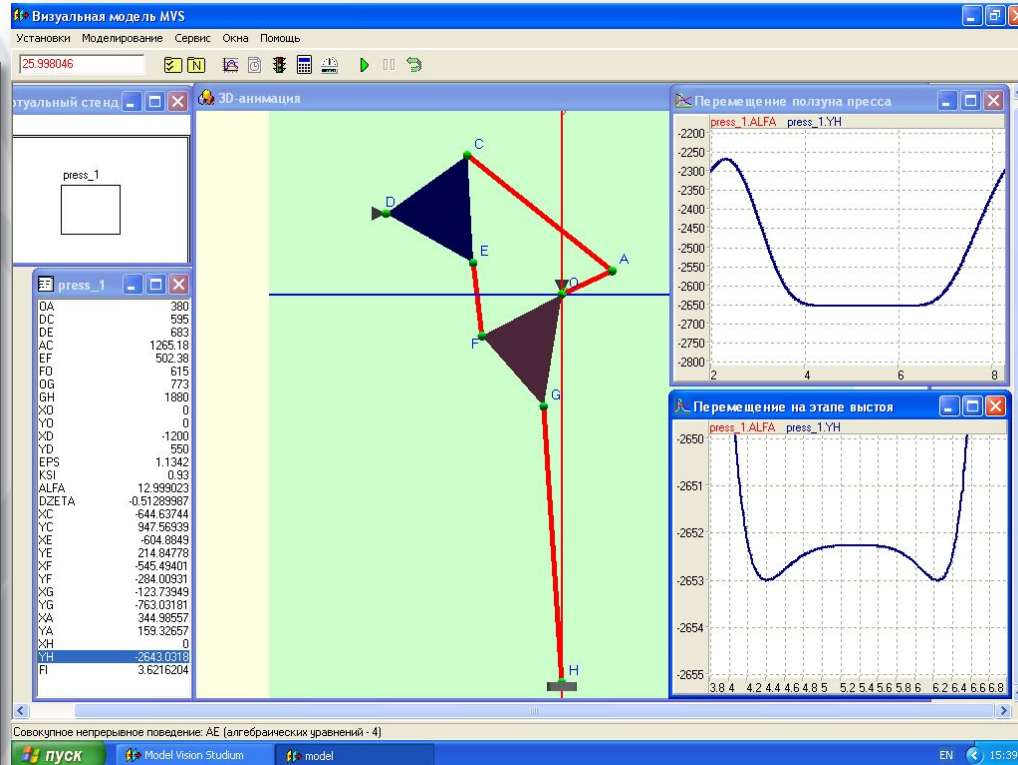 Визуальная модель MVS
Установки Моделирование Сервис Окна Помощь
25.998046
ртуальный стенд
press_1
press_1
OA 380
DC 595
DE 683
AC 1265.18
EF 502.38
FO 615
OG 773
GH 1880
XO 0
YO 0
XD -1200
YD 550
EPS 1.1342
KSI 0.93
ALFA 12.999023
DZETA -0.51289987
XC -644.63744
YC 947.56939
XE -604.8849
YE 214.84778
XF -545.49401
YF -284.00931
XG -123.73949
YG -763.03181
XA 344.98557
YA 159.32657
XH 0
YH -2643.0318
FI 3.6216204
3D-анимация
C
D
E
A
O
F
G
H
Перемещение ползуна пресса
press_1.ALFA press_1.YH
-2200
-2250
-2300
-2350
-2400
-2450
-2500
-2550
-2600
-2650
-2700
-2750
-2800
2 4 6 8
Перемещение на этапе выстоя
press_1.ALFA press_1.YH
-2650
-2651
-2652
-2653
-2654
-2655
3.8 4 4.2 4.4 4.6 4.8 5 5.2 5.4 5.6 5.8 6 6.2 6.4 6.6 6.8
Совокупное непрерывное поведение: AE (алгебраических уравнений - 4)
пуск Model Vision Studium model EN 15:39